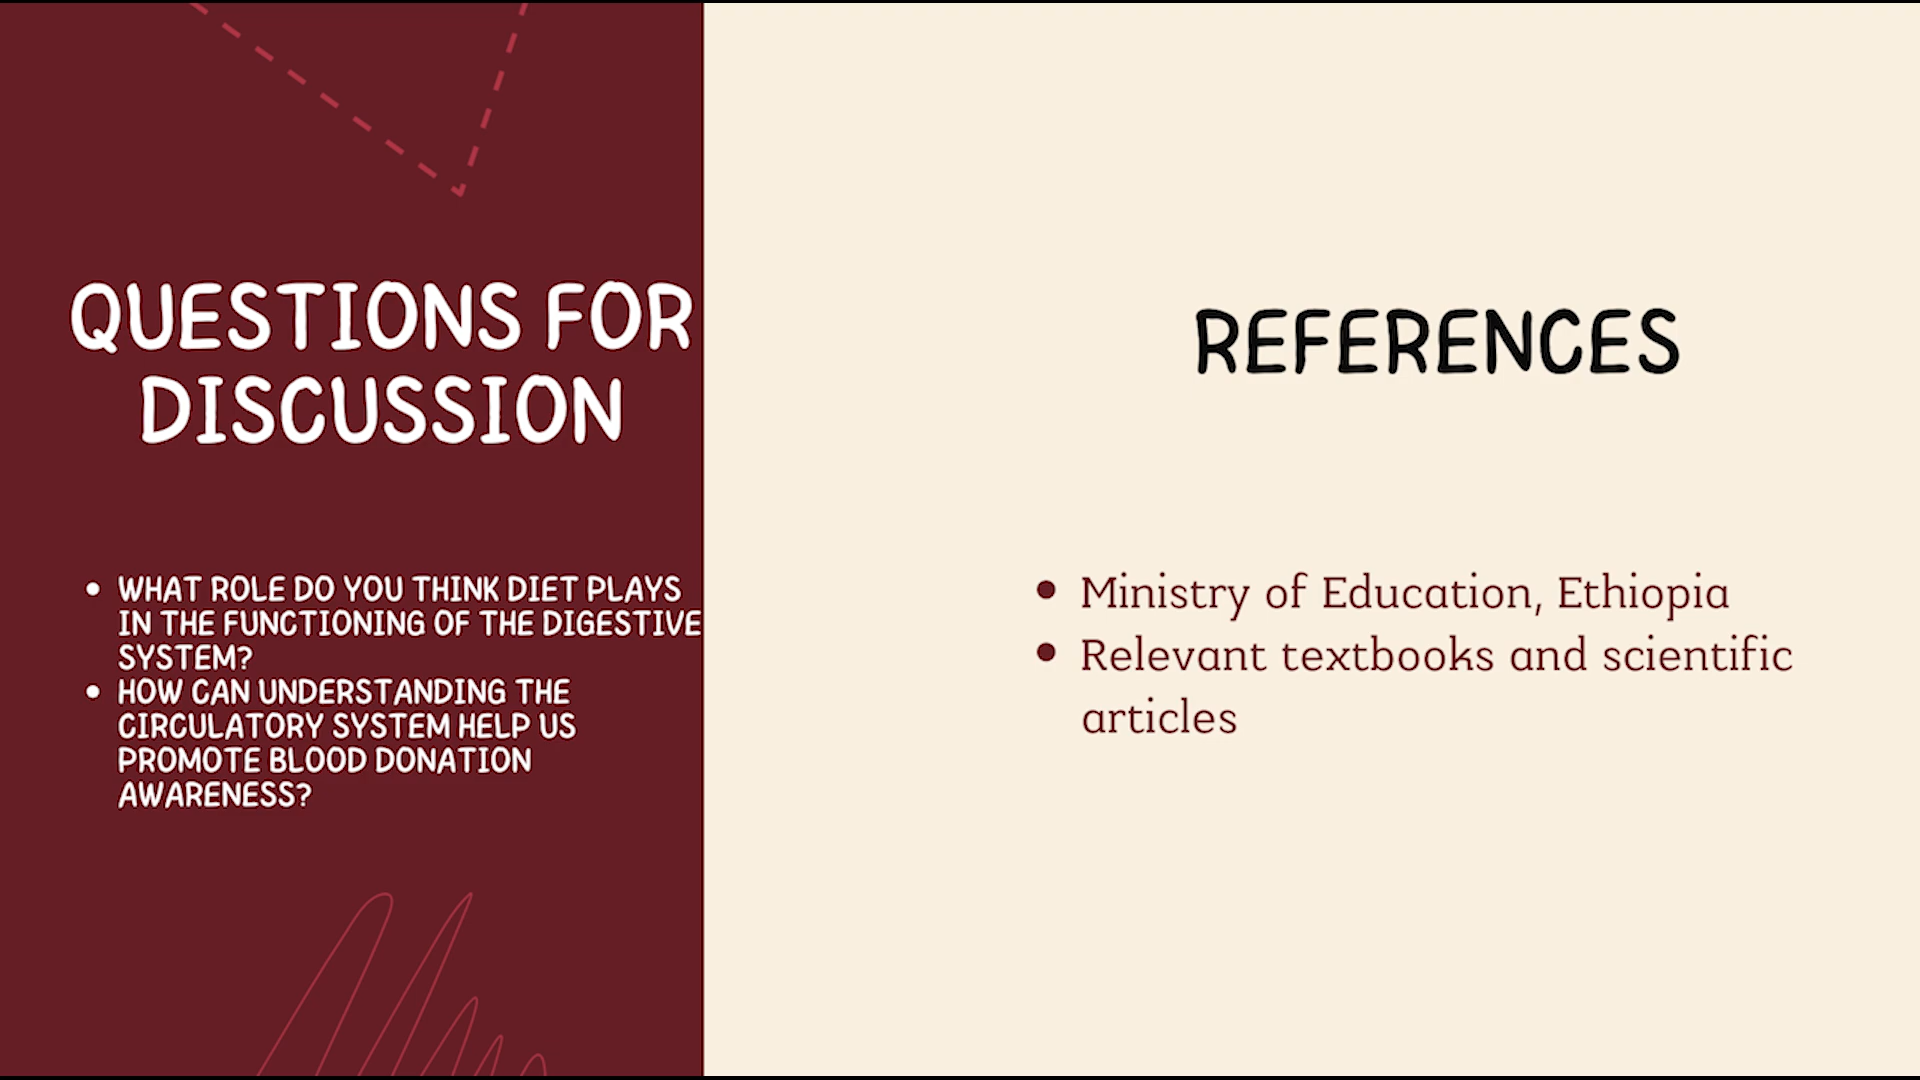 QUESTIONS FOR
DISCUSSION
• WHAT ROLE DO YOU THINK DIET PLAYS
IN THE FUNCTIONING OF THE DIGESTIVE
SYSTEM?
• HOW CAN UNDERSTANDING THE
CIRCULATORY SYSTEM HELP US
PROMOTE BLOOD DONATION
AWARENESS?
REFERENCES
• Ministry of Education, Ethiopia
• Relevant textbooks and scientific
articles